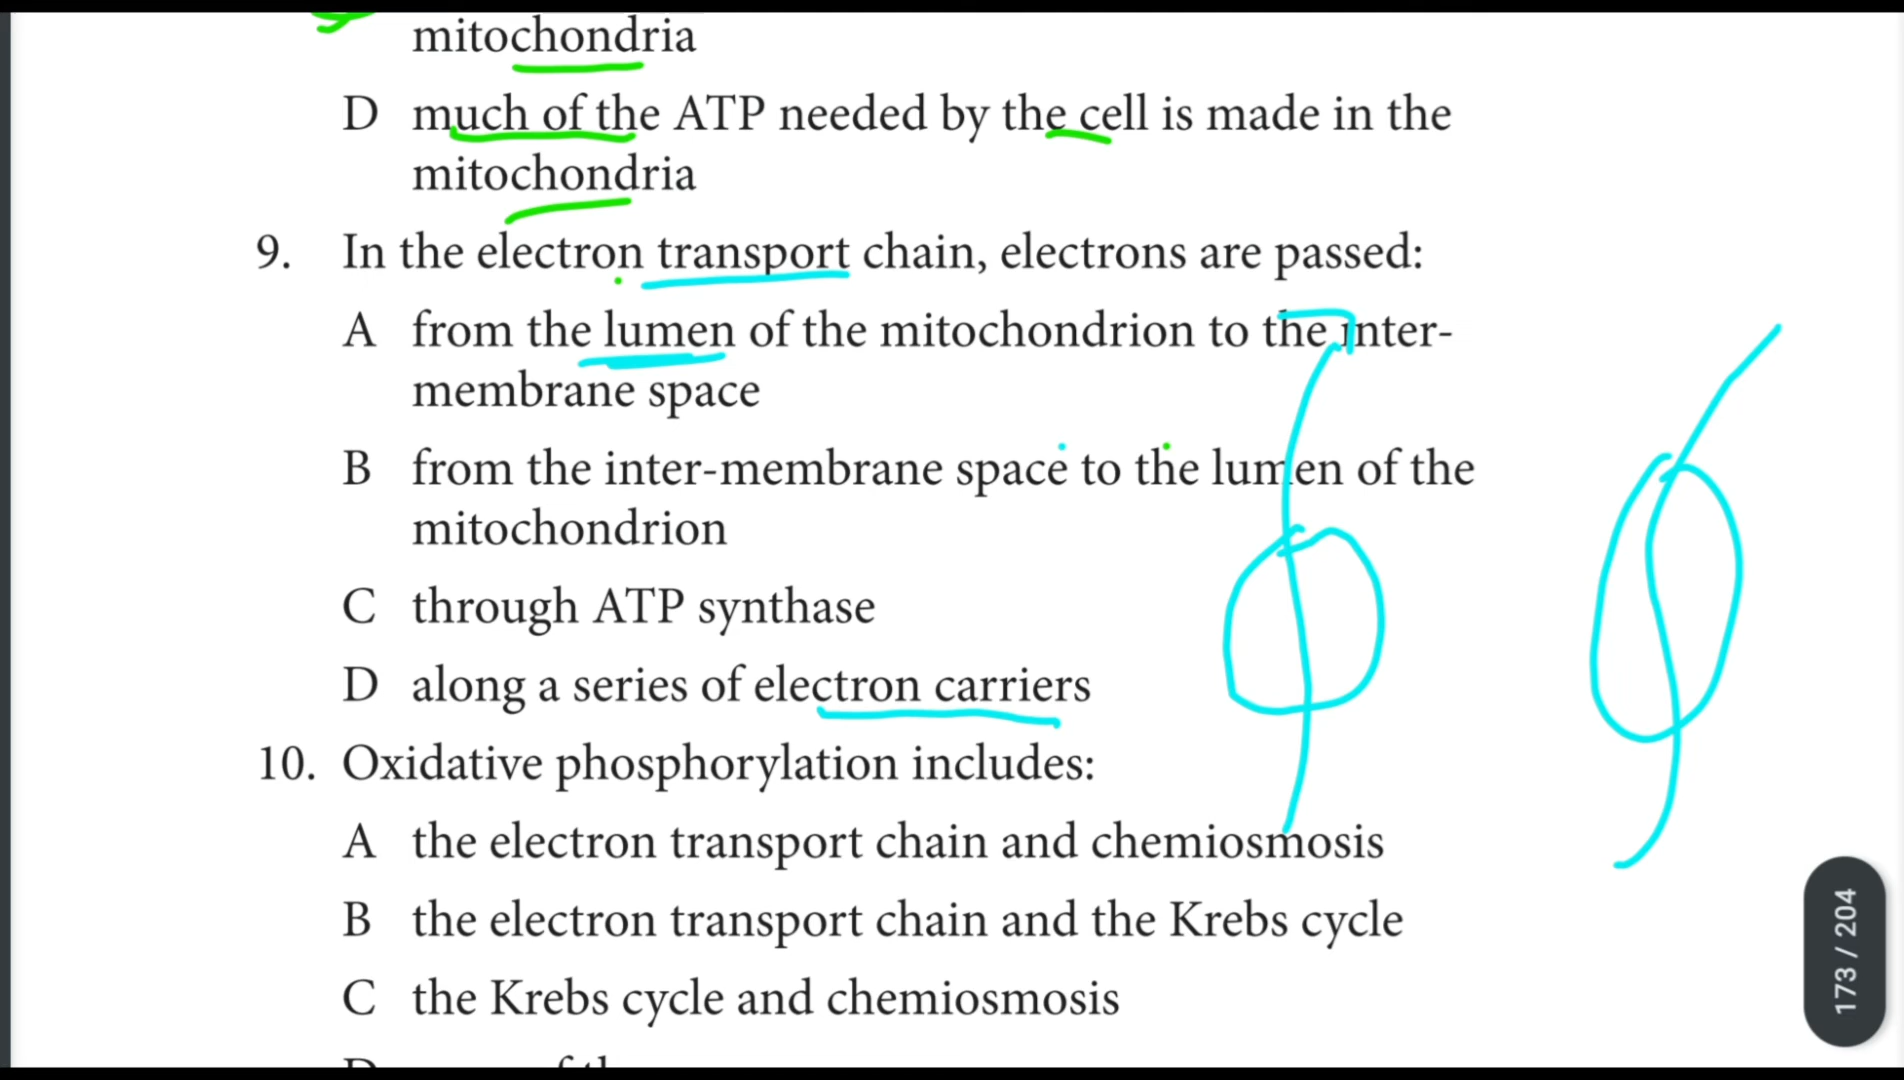 mitochondria
D much of the ATP needed by the cell is made in the
mitochondria
9. In the electron transport chain, electrons are passed:
A from the lumen of the mitochondrion to the inter-
membrane space
B from the inter-membrane space to the lumen of the
mitochondrion
C through ATP synthase
D along a series of electron carriers
10. Oxidative phosphorylation includes:
A the electron transport chain and chemiosmosis
B the electron transport chain and the Krebs cycle
C the Krebs cycle and chemiosmosis
173 / 204